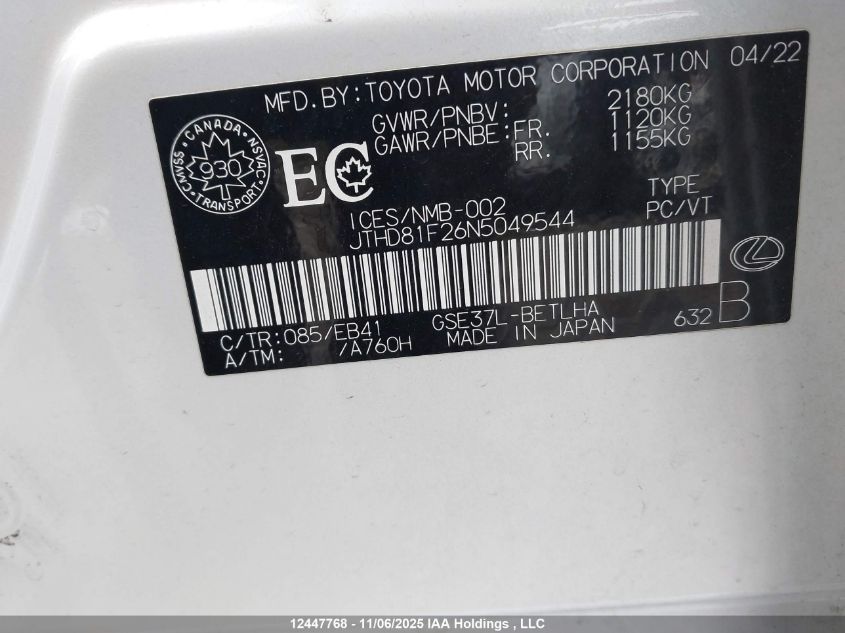 MFD.BY:TOYOTA MOTOR CORPORATION 04/22
GVWR/PNBV: 2180KG
GAWR/PNBE:FR. 1120KG
RR. 1155KG
CANADA
CMVSS 930 NSVAC
TRANSPORT
EC
ICES/NMB-002
TYPE
JTHD81F26N5049544 PC/VT
C/TR:085/EB41 GSE37L-BETLHA
A/TM: /A760H MADE IN JAPAN 632 B
12447768 - 11/06/2025 IAA Holdings , LLC